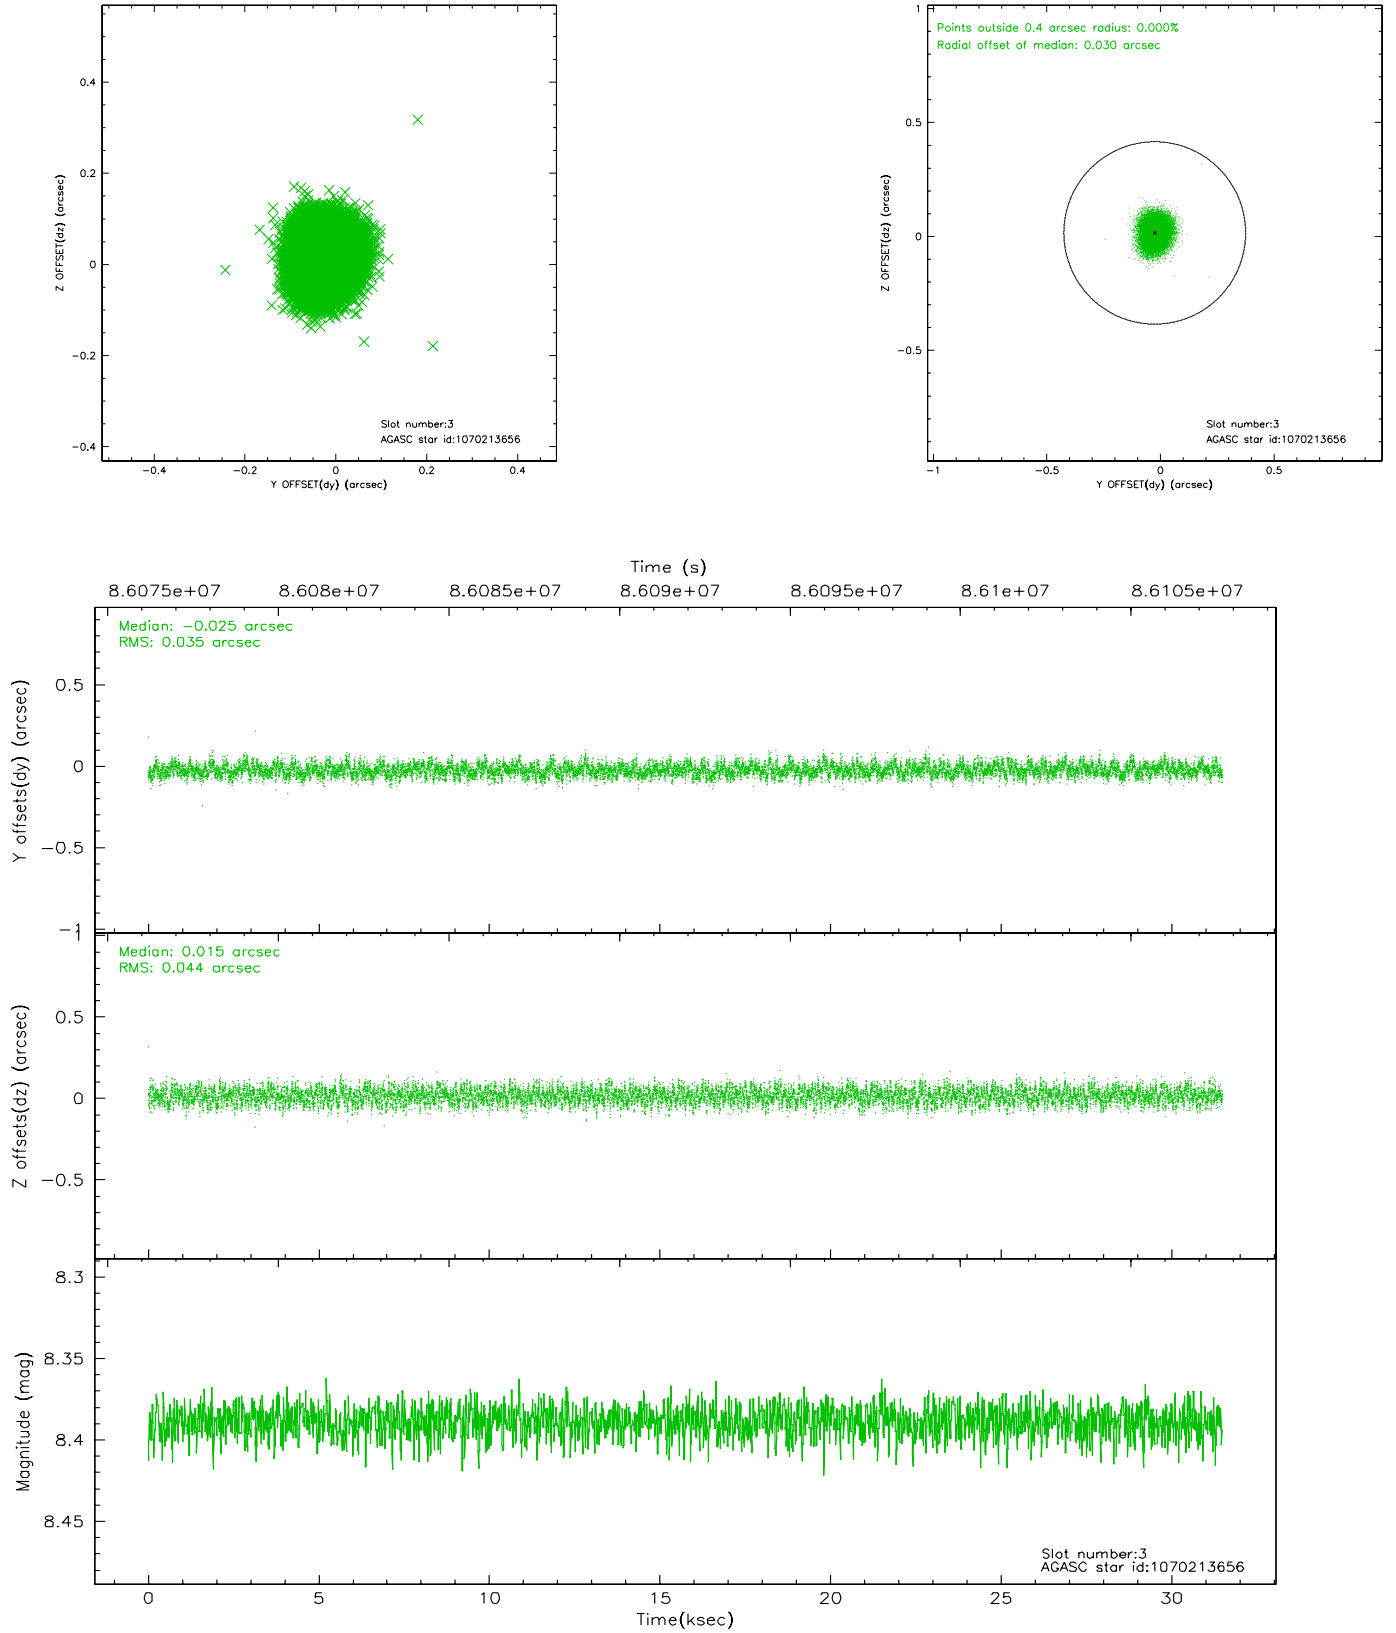 0.4
0.2
0
−0.2
−0.4
Z OFFSET(dz) (arcsec)
Slot number:3
AGASC star id:1070213656
−0.4 −0.2 0 0.2 0.4
Y OFFSET(dy) (arcsec)
Points outside 0.4 arcsec radius: 0.000%
Radial offset of median: 0.030 arcsec
1
0.5
0
−0.5
Z OFFSET(dz) (arcsec)
Slot number:3
AGASC star id:1070213656
−1 −0.5 0 0.5
Y OFFSET(dy) (arcsec)
Time (s)
8.6075e+07 8.608e+07 8.6085e+07 8.609e+07 8.6095e+07 8.61e+07 8.6105e+07
Median: −0.025 arcsec
RMS: 0.035 arcsec
0.5
0
−0.5
−1
Y offsets(dy) (arcsec)
Median: 0.015 arcsec
RMS: 0.044 arcsec
1
0.5
0
−0.5
Z offsets(dz) (arcsec)
8.3
8.35
8.4
8.45
Magnitude (mag)
Slot number:3
AGASC star id:1070213656
0 5 10 15 20 25 30
Time(ksec)